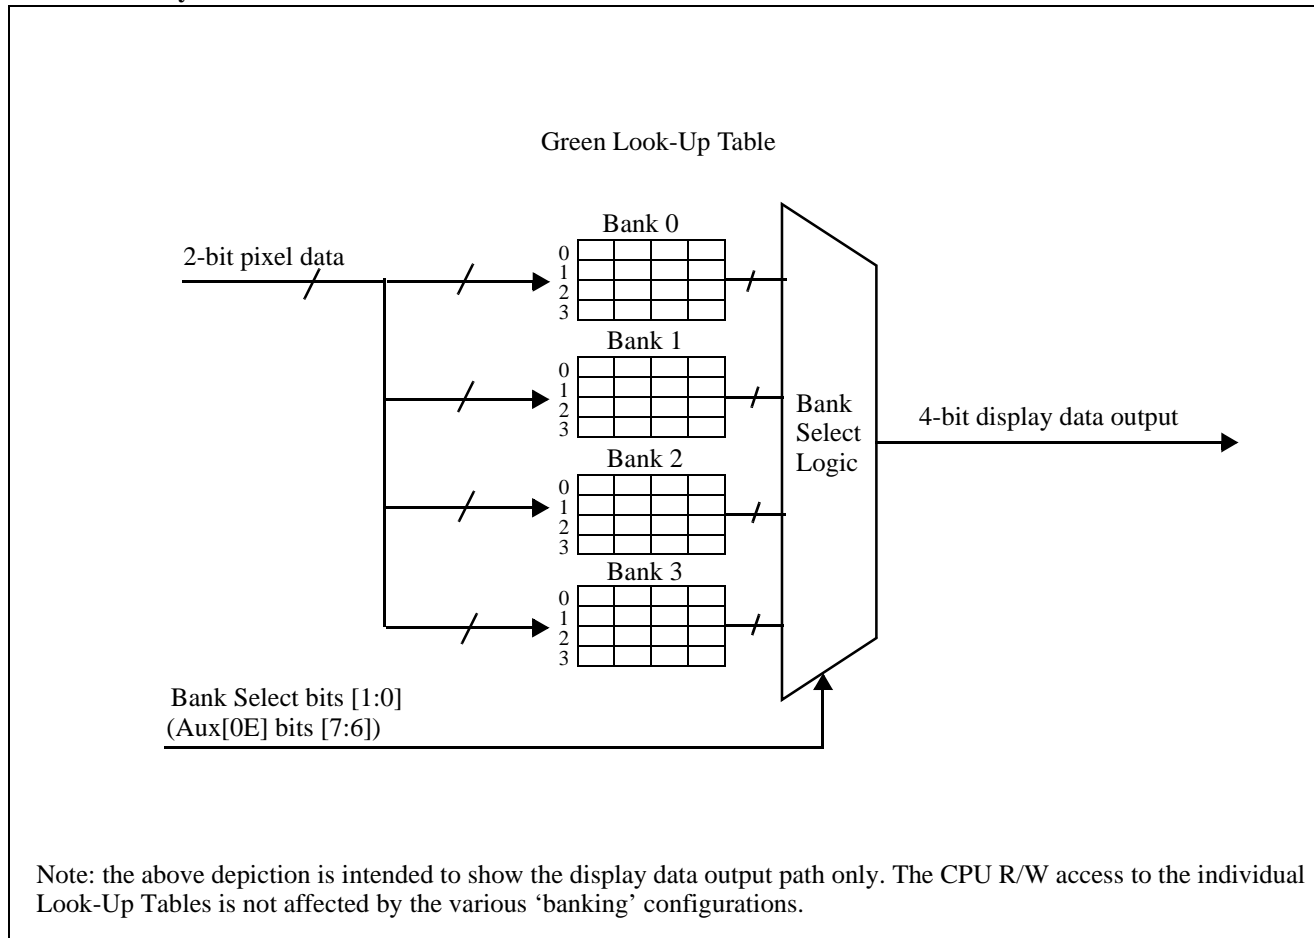 Green Look-Up Table
Bank 0
2-bit pixel data
0
1
2
3
Bank 1
0
1
2
3
Bank
Select
Logic
4-bit display data output
Bank 2
0
1
2
3
Bank 3
0
1
2
3
Bank Select bits [1:0]
(Aux[0E] bits [7:6])
Note: the above depiction is intended to show the display data output path only. The CPU R/W access to the individual
Look-Up Tables is not affected by the various ‘banking’ configurations.